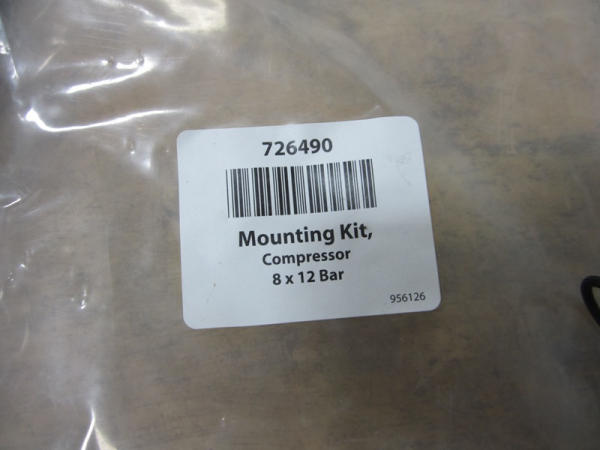 726490
Mounting Kit,
Compressor
8 x 12 Bar
956126